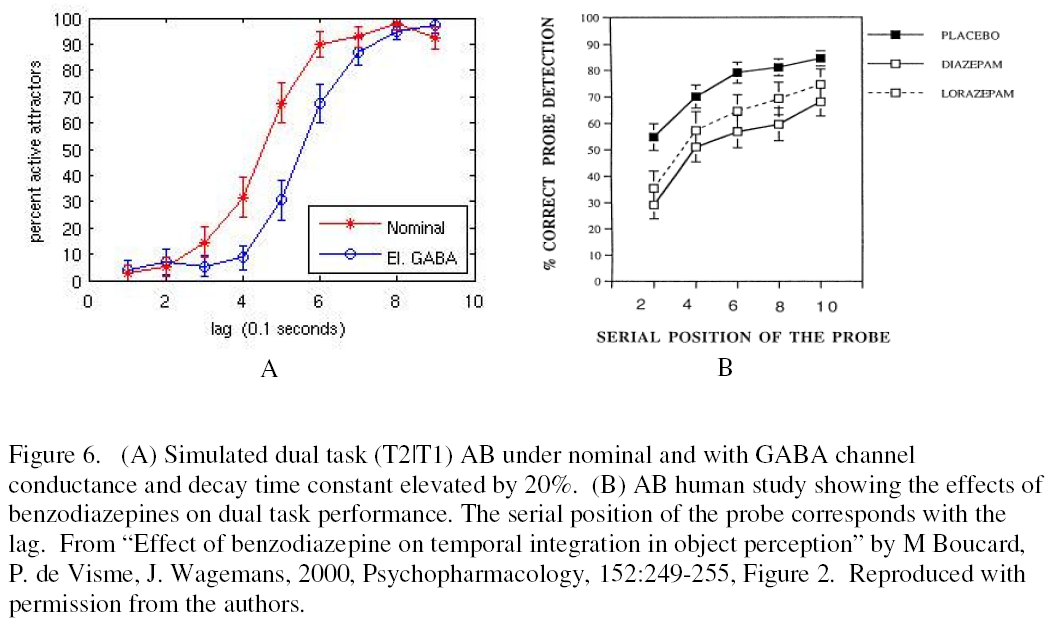 100
90
80
70
60
50
40
30
20
10
0
percent active attractors
0 2 4 6 8 10
lag (0.1 seconds)
Nominal
El. GABA
A
100
90
80
70
60
50
40
30
20
10
0
% CORRECT PROBE DETECTION
2 4 6 8 10
SERIAL POSITION OF THE PROBE
PLACEBO
DIAZEPAM
LORAZEPAM
B
Figure 6. (A) Simulated dual task (T2|T1) AB under nominal and with GABA channel
conductance and decay time constant elevated by 20%. (B) AB human study showing the effects of
benzodiazepines on dual task performance. The serial position of the probe corresponds with the
lag. From “Effect of benzodiazepine on temporal integration in object perception” by M Boucard,
P. de Visme, J. Wagemans, 2000, Psychopharmacology, 152:249-255, Figure 2. Reproduced with
permission from the authors.